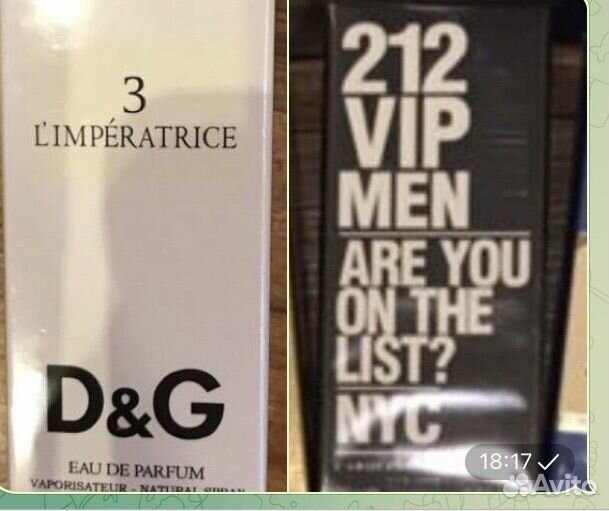 3
L'IMPÉRATRICE
D&G
EAU DE PARFUM
VAPORISATEUR - NATURAL SPRAY
212
VIP
MEN
ARE YOU
ON THE
LIST?
NYC
18:17
Avito